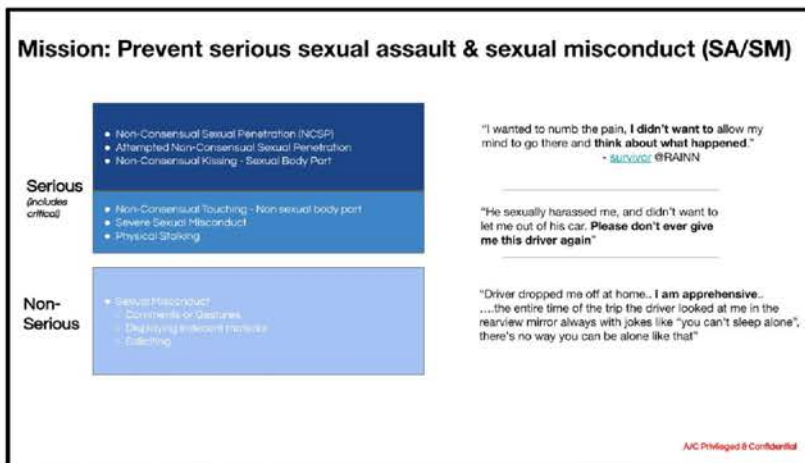 Mission: Prevent serious sexual assault & sexual misconduct (SA/SM)
Serious
(includes
critical)
● Non-Consensual Sexual Penetration (NCSP)
● Attempted Non-Consensual Sexual Penetration
● Non-Consensual Kissing - Sexual Body Part
● Non-Consensual Touching - Non sexual body part
● Severe Sexual Misconduct
● Physical Stalking
Non-
Serious
● Sexual Misconduct
○ Comments or Gestures
○ Displaying Indecent Material
○ Soliciting
“I wanted to numb the pain, I didn't want to allow my
mind to go there and think about what happened.”
- survivor @RAINN
“He sexually harassed me, and didn't want to
let me out of his car. Please don't ever give
me this driver again”
“Driver dropped me off at home.. I am apprehensive..
....the entire time of the trip the driver looked at me in the
rearview mirror always with jokes like “you can't sleep alone”,
there's no way you can be alone like that”
A/C Privileged & Confidential